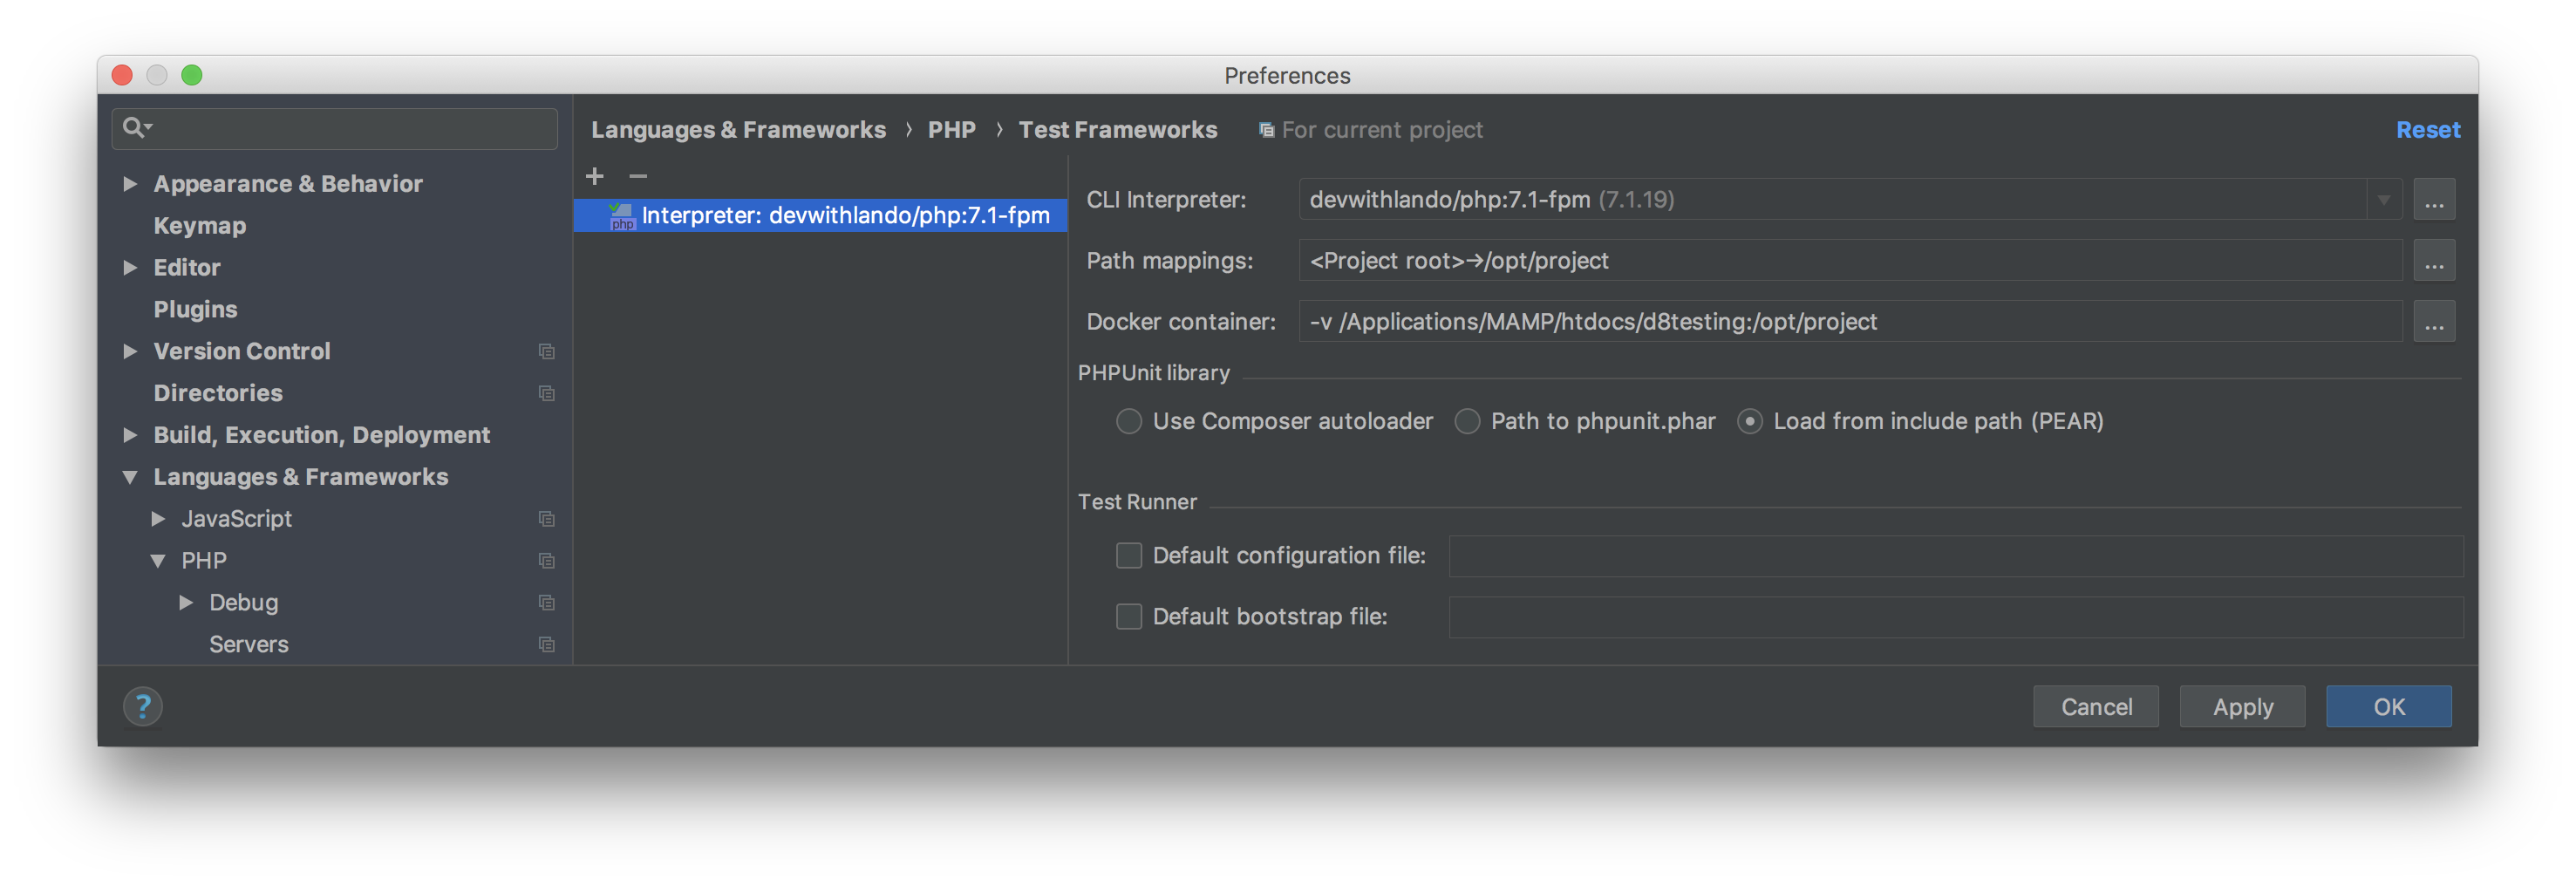 Preferences
Languages & Frameworks › PHP › Test Frameworks For current project Reset
Appearance & Behavior
Keymap
Editor
Plugins
Version Control
Directories
Build, Execution, Deployment
Languages & Frameworks
JavaScript
PHP
Debug
Servers
+ −
php Interpreter: devwithlando/php:7.1-fpm
CLI Interpreter: devwithlando/php:7.1-fpm (7.1.19) ...
Path mappings: <Project root>→/opt/project ...
Docker container: -v /Applications/MAMP/htdocs/d8testing:/opt/project ...
PHPUnit library
Use Composer autoloader Path to phpunit.phar Load from include path (PEAR)
Test Runner
Default configuration file:
Default bootstrap file:
? Cancel Apply OK